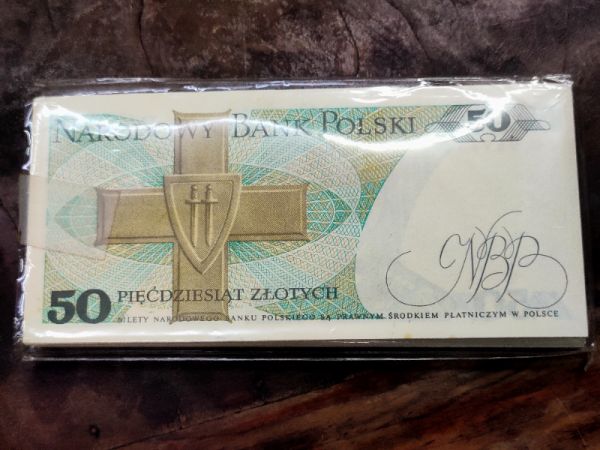 NARODOWY BANK POLSKI
50
NBP
50 PIĘĆDZIESIĄT ZŁOTYCH
BILETY NARODOWEGO BANKU POLSKIEGO SĄ PRAWNYM ŚRODKIEM PŁATNICZYM W POLSCE